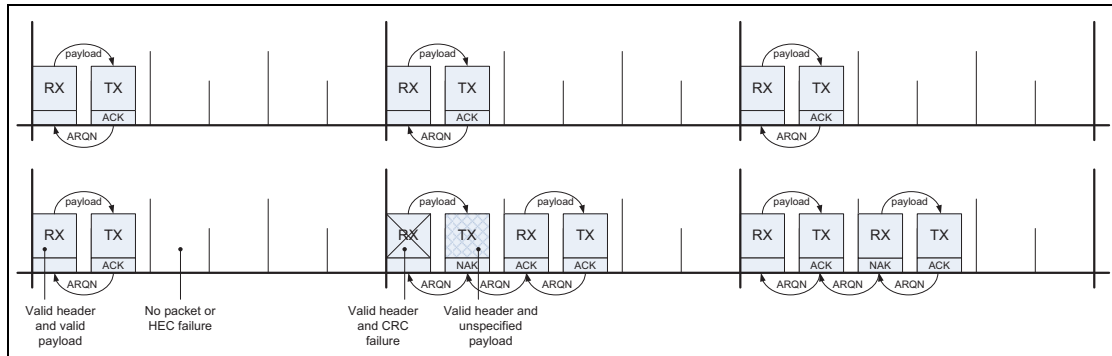 payload payload payload
RX TX RX TX RX TX
ACK ACK ACK
ARQN ARQN ARQN
payload payload payload payload payload
RX TX RX TX RX TX RX TX RX TX
ACK NAK ACK ACK ACK NAK ACK
ARQN ARQN ARQN ARQN ARQN ARQN ARQN
Valid header and valid payload
No packet or HEC failure
Valid header and CRC failure
Valid header and unspecified payload